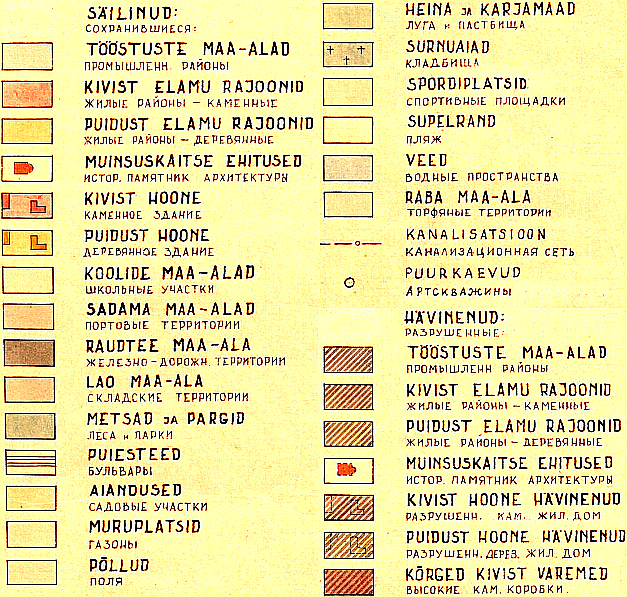 SÄILINUD:
СОХРАНИВШИЕСЯ:
TÖÖSTUSTE MAA-ALAD
ПРОМЫШЛЕНН. РАЙОНЫ
KIVIST ELAMU RAJOONID
ЖИЛЫЕ РАЙОНЫ – КАМЕННЫЕ
PUIDUST ELAMU RAJOONID
ЖИЛЫЕ РАЙОНЫ – ДЕРЕВЯННЫЕ
MUINSUSKAITSE EHITUSED
ИСТОР. ПАМЯТНИК АРХИТЕКТУРЫ
KIVIST HOONE
КАМЕННОЕ ЗДАНИЕ
PUIDUST HOONE
ДЕРЕВЯННОЕ ЗДАНИЕ
KOOLIDE MAA-ALAD
ШКОЛЬНЫЕ УЧАСТКИ
SADAMA MAA-ALAD
ПОРТОВЫЕ ТЕРРИТОРИИ
RAUDTEE MAA-ALA
ЖЕЛЕЗНО-ДОРОЖН. ТЕРРИТОРИИ
LAO MAA-ALA
СКЛАДСКИЕ ТЕРРИТОРИИ
METSAD JA PARGID
ЛЕСА И ПАРКИ
PUIESTEED
БУЛЬВАРЫ
AIANDUSED
САДОВЫЕ УЧАСТКИ
MURUPLATSID
ГАЗОНЫ
PÕLLUD
ПОЛЯ
HEINA JA KARJAMAAD
ЛУГА И ПАСТБИЩА
SURNUAIAD
КЛАДБИЩА
SPORDIPLATSID
СПОРТИВНЫЕ ПЛОЩАДКИ
SUPELRAND
ПЛЯЖ
VEED
ВОДНЫЕ ПРОСТРАНСТВА
RABA MAA-ALA
ТОРФЯНЫЕ ТЕРРИТОРИИ
KANALISATSIOON
КАНАЛИЗАЦИОННАЯ СЕТЬ
PUURKAEVUD
АРТСКВАЖИНЫ
HÄVINENUD:
РАЗРУШЕННЫЕ:
TÖÖSTUSTE MAA-ALAD
ПРОМЫШЛЕНН РАЙОНЫ
KIVIST ELAMU RAJOONID
ЖИЛЫЕ РАЙОНЫ – КАМЕННЫЕ
PUIDUST ELAMU RAJOONID
ЖИЛЫЕ РАЙОНЫ – ДЕРЕВЯННЫЕ
MUINSUSKAITSE EHITUSED
ИСТОР. ПАМЯТНИК АРХИТЕКТУРЫ
KIVIST HOONE HÄVINENUD
РАЗРУШЕНН. КАМ. ЖИЛ. ДОМ
PUIDUST HOONE HÄVINENUD
РАЗРУШЕНН. ДЕРЕВ. ЖИЛ. ДОМ
KÕRGED KIVIST VAREMED
ВЫСОКИЕ КАМ. КОРОБКИ.